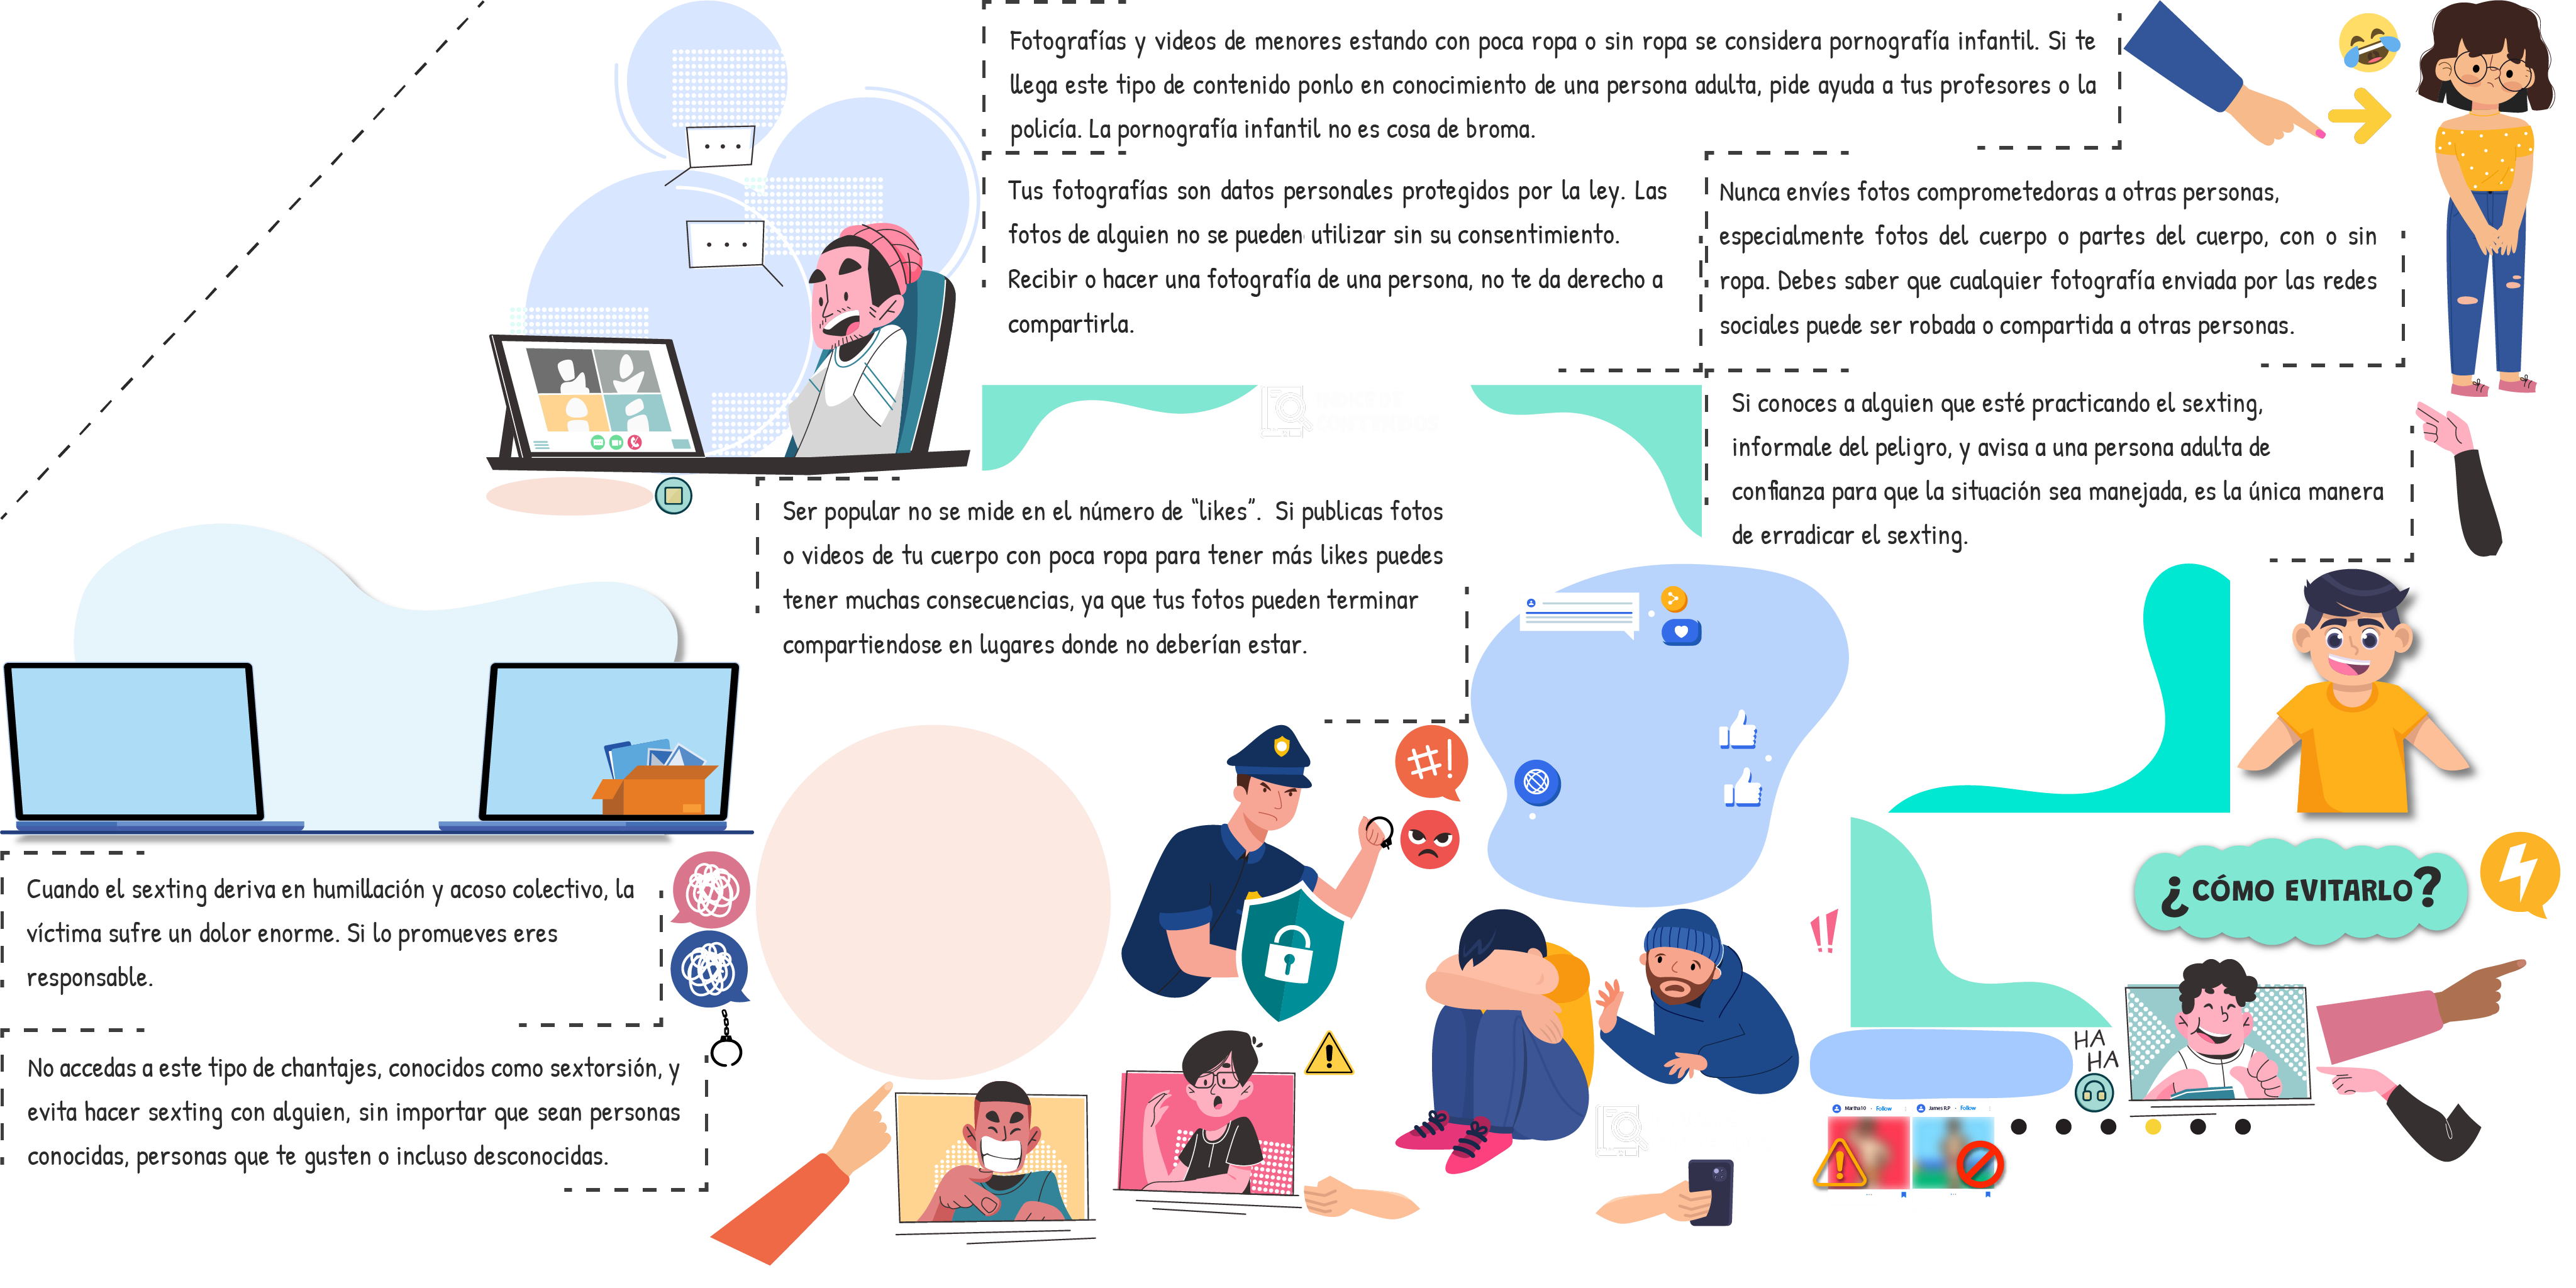 Fotografías y videos de menores estando con poca ropa o sin ropa se considera pornografía infantil. Si te
llega este tipo de contenido ponlo en conocimiento de una persona adulta, pide ayuda a tus profesores o la
policía. La pornografía infantil no es cosa de broma.
Tus fotografías son datos personales protegidos por la ley. Las
fotos de alguien no se pueden utilizar sin su consentimiento.
Recibir o hacer una fotografía de una persona, no te da derecho a
compartirla.
Nunca envíes fotos comprometedoras a otras personas,
especialmente fotos del cuerpo o partes del cuerpo, con o sin
ropa. Debes saber que cualquier fotografía enviada por las redes
sociales puede ser robada o compartida a otras personas.
Si conoces a alguien que esté practicando el sexting,
informale del peligro, y avisa a una persona adulta de
confianza para que la situación sea manejada, es la única manera
de erradicar el sexting.
Ser popular no se mide en el número de “likes”. Si publicas fotos
o videos de tu cuerpo con poca ropa para tener más likes puedes
tener muchas consecuencias, ya que tus fotos pueden terminar
compartiendose en lugares donde no deberían estar.
#!
Cuando el sexting deriva en humillación y acoso colectivo, la
víctima sufre un dolor enorme. Si lo promueves eres
responsable.
No accedas a este tipo de chantajes, conocidos como sextorsión, y
evita hacer sexting con alguien, sin importar que sean personas
conocidas, personas que te gusten o incluso desconocidas.
¿CÓMO EVITARLO?
HA
HA
Martha10 · Follow
James R.P · Follow